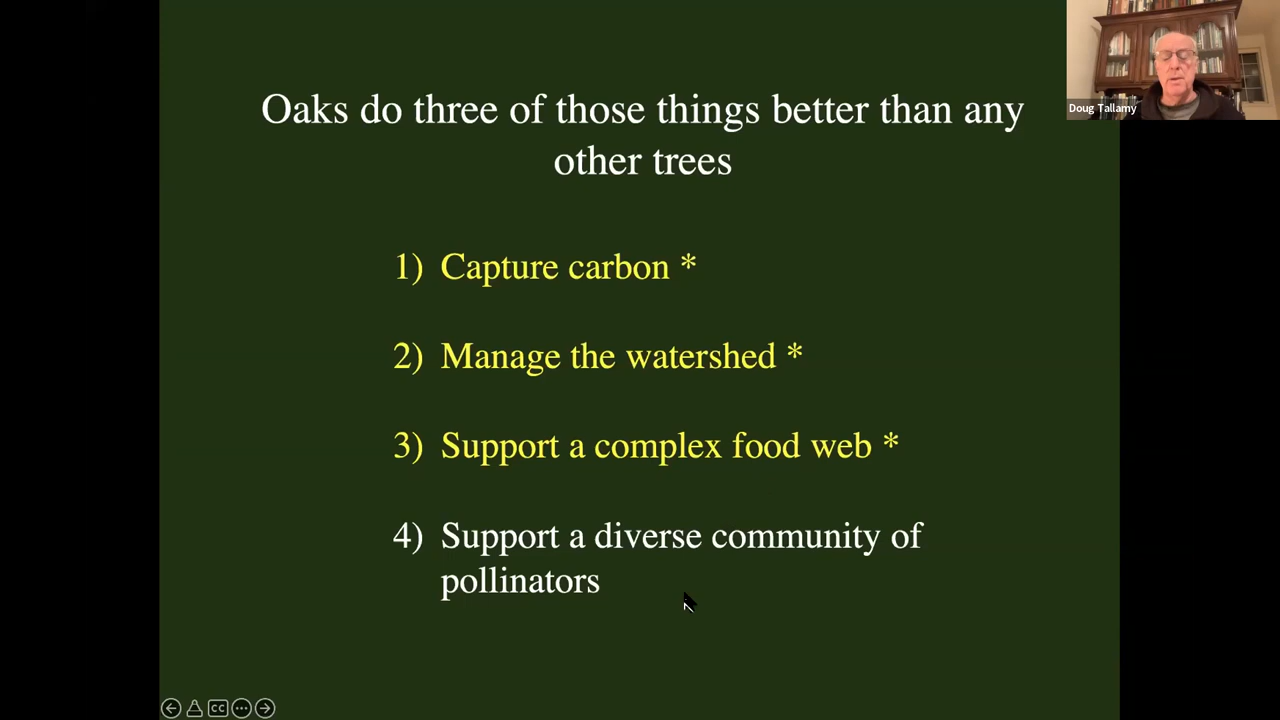 Oaks do three of those things better than any
other trees
1) Capture carbon *
2) Manage the watershed *
3) Support a complex food web *
4) Support a diverse community of
pollinators
Doug Tallamy
CC